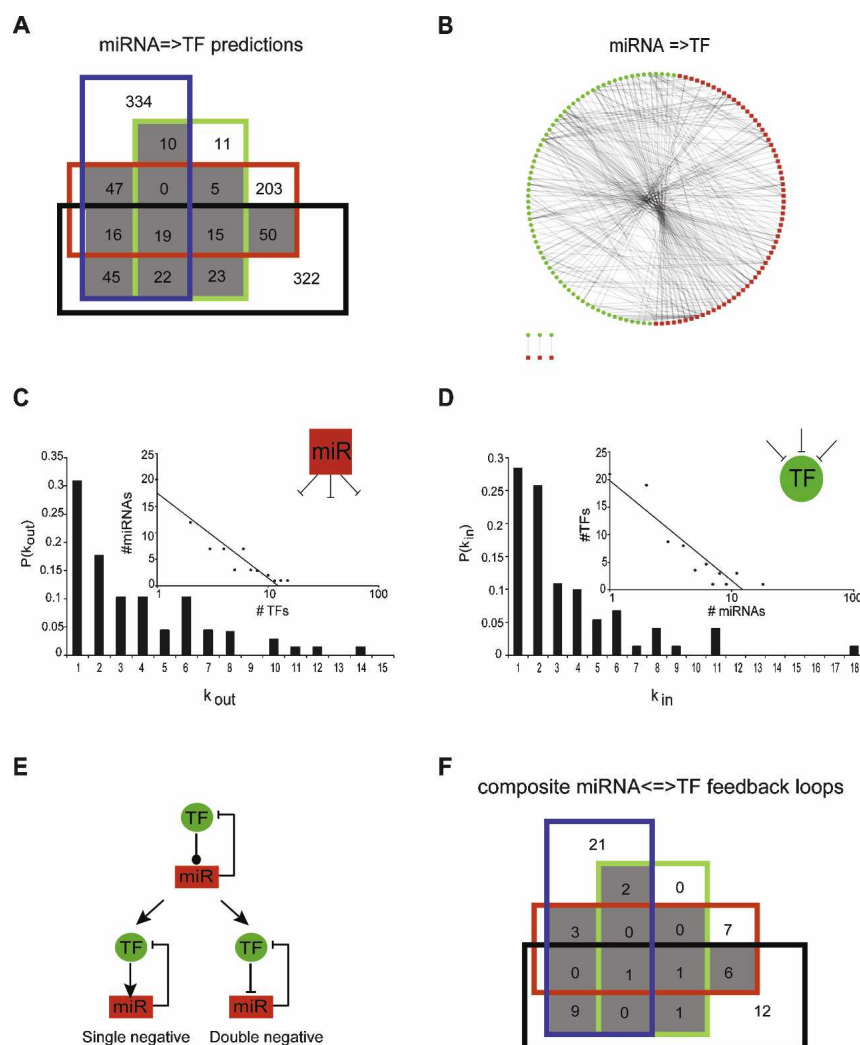 A
miRNA=>TF predictions
334
10 11
47 0 5 203
16 19 15 50
45 22 23 322
B
miRNA =>TF
C
miR
P(kout)
0.35
0.3
0.25
0.2
0.15
0.1
0.05
0
1 2 3 4 5 6 7 8 9 10 11 12 13 14 15
k out
#miRNAs
25
20
15
10
5
0
10 100
# TFs
D
TF
P(kin)
0.3
0.25
0.2
0.15
0.1
0.05
0
1 2 3 4 5 6 7 8 9 10 11 12 13 14 15 16 17 18
k in
#TFs
25
20
15
10
5
0
1 10 100
# miRNAs
E
TF
miR
TF TF
miR miR
Single negative Double negative
F
composite miRNA<=>TF feedback loops
21
2 0
3 0 0 7
0 1 1 6
9 0 1 12